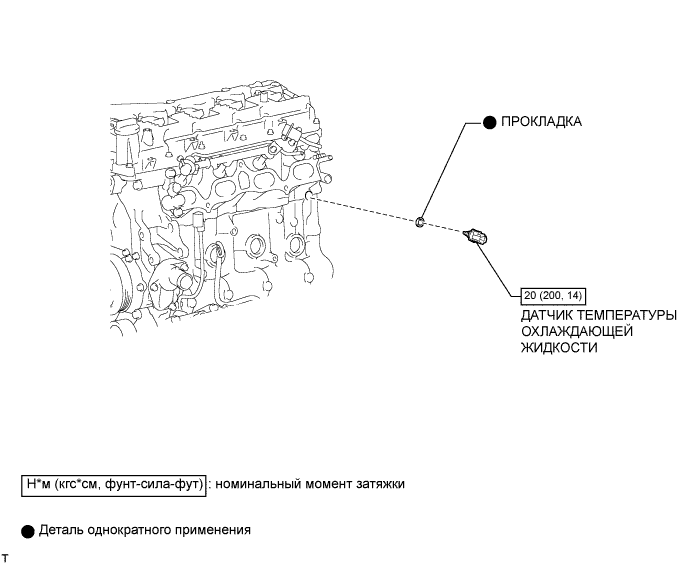 ПРОКЛАДКА
20 (200, 14)
ДАТЧИК ТЕМПЕРАТУРЫ
ОХЛАЖДАЮЩЕЙ
ЖИДКОСТИ
Н*м (кгс*см, фунт-сила-фут) : номинальный момент затяжки
Деталь однократного применения
т